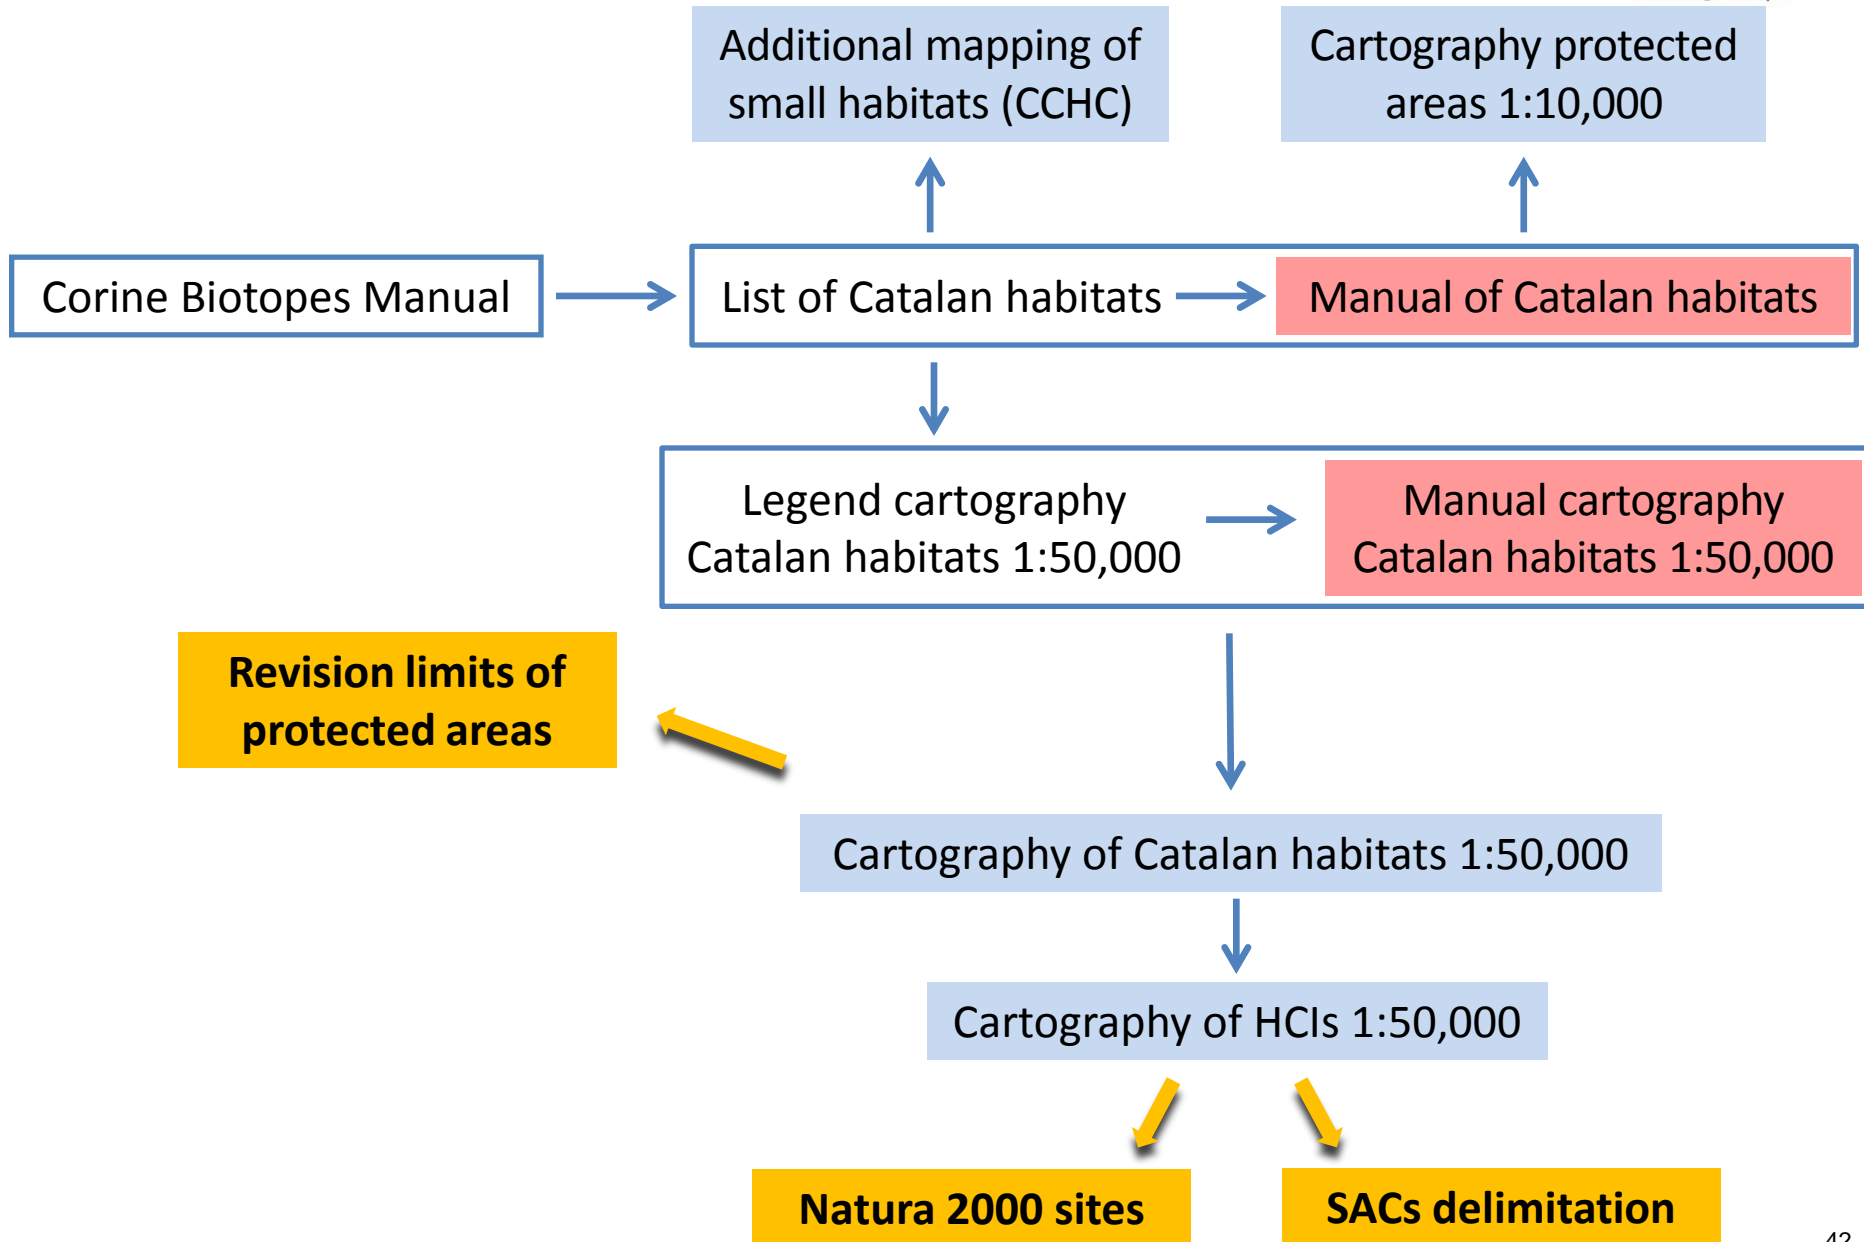 Additional mapping of
small habitats (CCHC)
Cartography protected
areas 1:10,000
Corine Biotopes Manual
List of Catalan habitats
Manual of Catalan habitats
Legend cartography
Catalan habitats 1:50,000
Manual cartography
Catalan habitats 1:50,000
Revision limits of
protected areas
Cartography of Catalan habitats 1:50,000
Cartography of HCIs 1:50,000
Natura 2000 sites
SACs delimitation
42